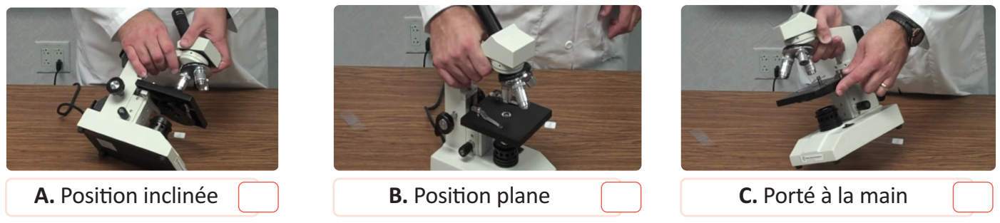 A. Position inclinée
B. Position plane
C. Porté à la main